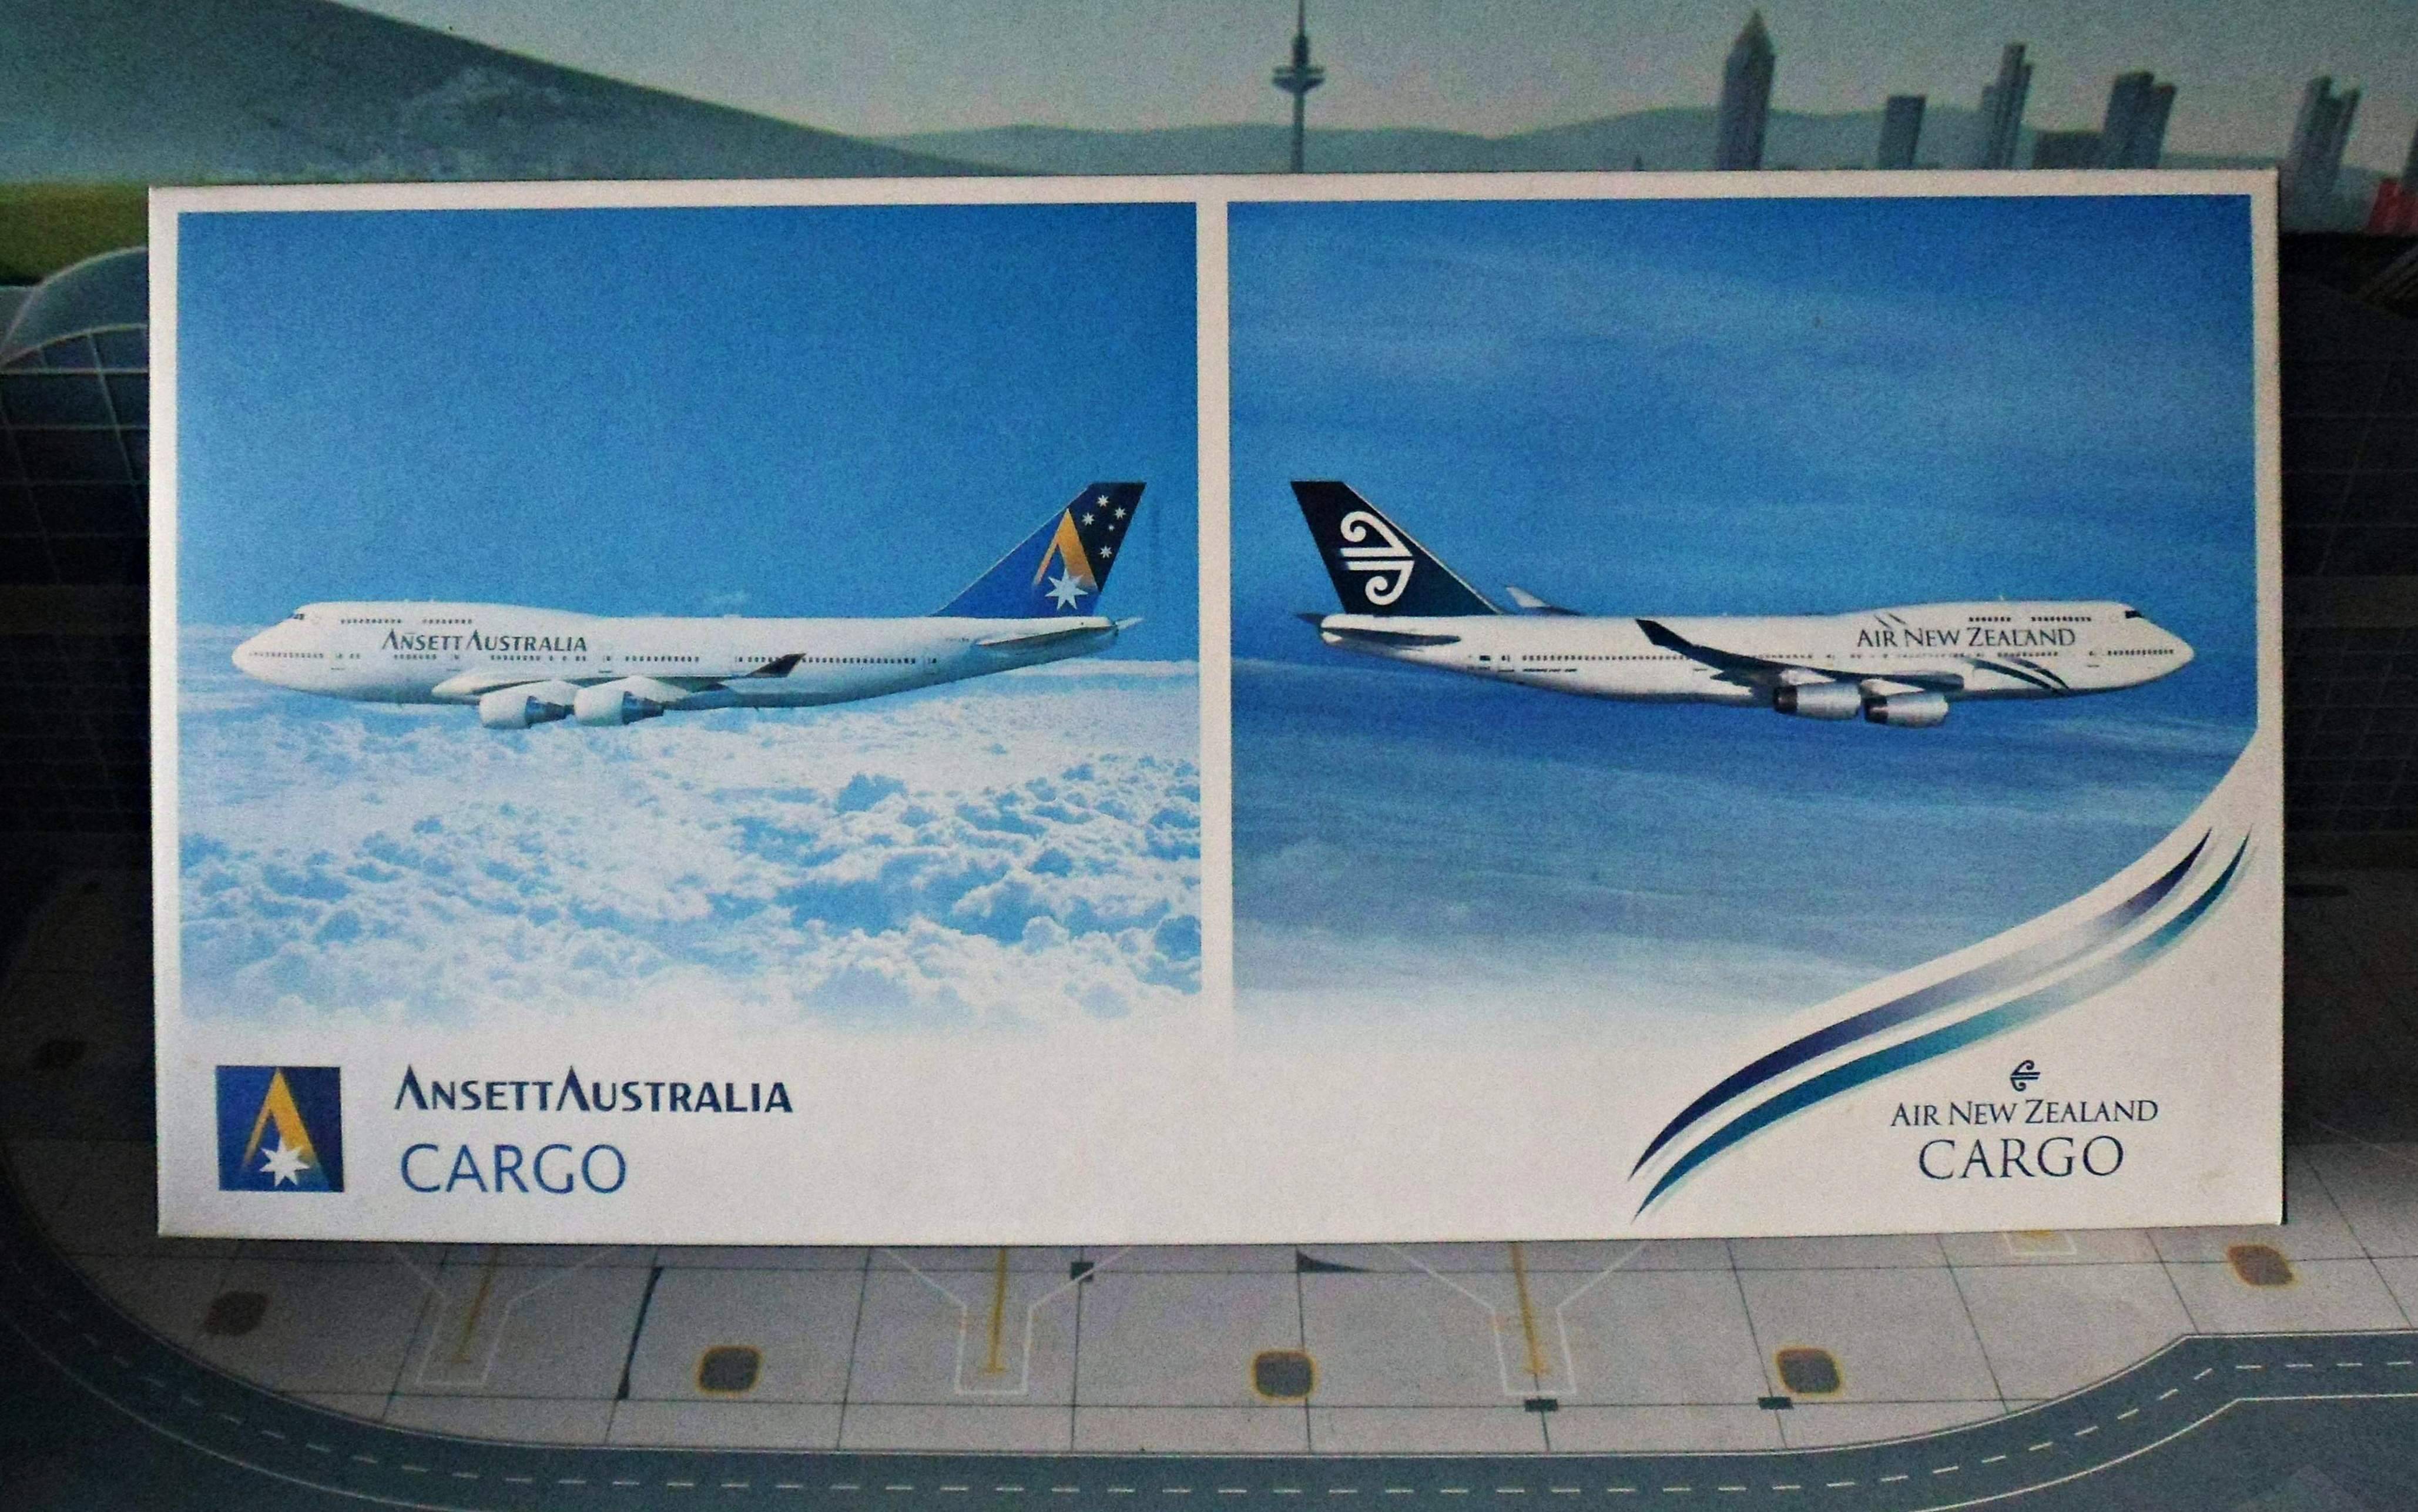 ANSETT AUSTRALIA
AIR NEW ZEALAND
ANSETT AUSTRALIA
CARGO
AIR NEW ZEALAND
CARGO